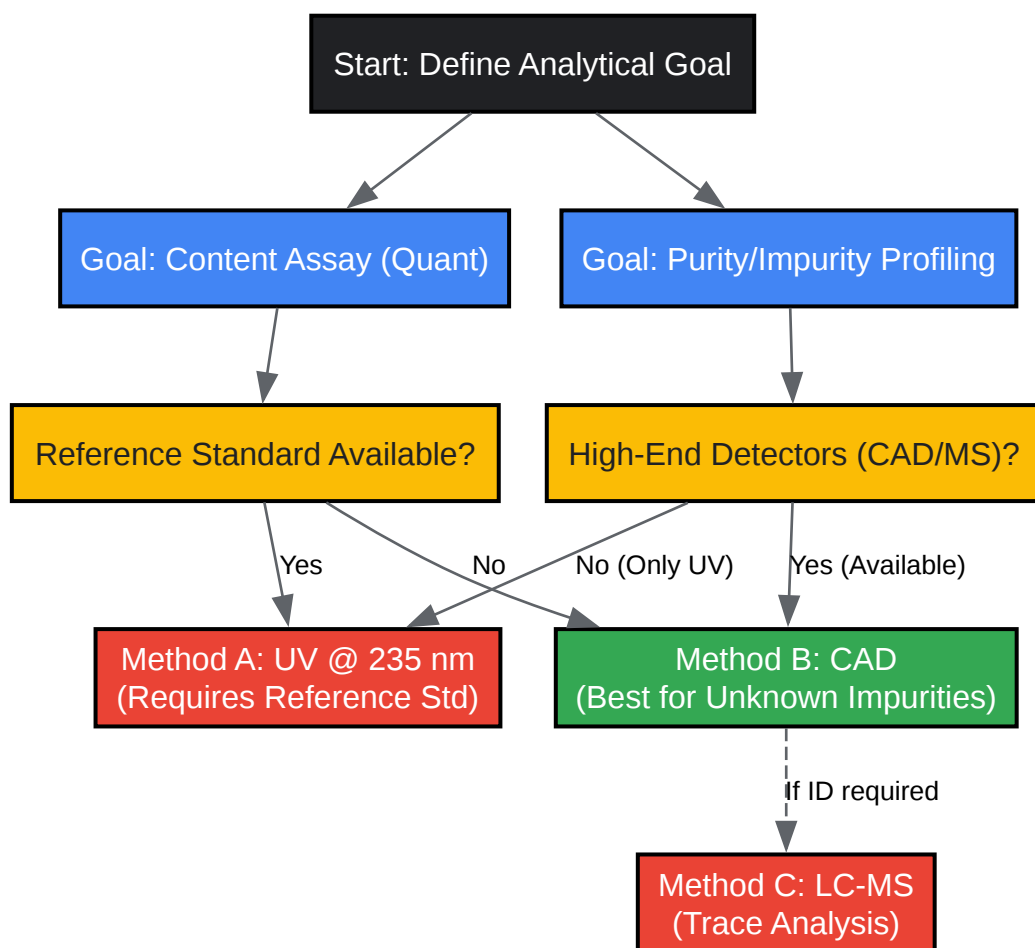 Start: Define Analytical Goal
Goal: Content Assay (Quant)
Goal: Purity/Impurity Profiling
Reference Standard Available?
High-End Detectors (CAD/MS)?
Yes
No
No (Only UV)
Yes (Available)
Method A: UV @ 235 nm
(Requires Reference Std)
Method B: CAD
(Best for Unknown Impurities)
If ID required
Method C: LC-MS
(Trace Analysis)